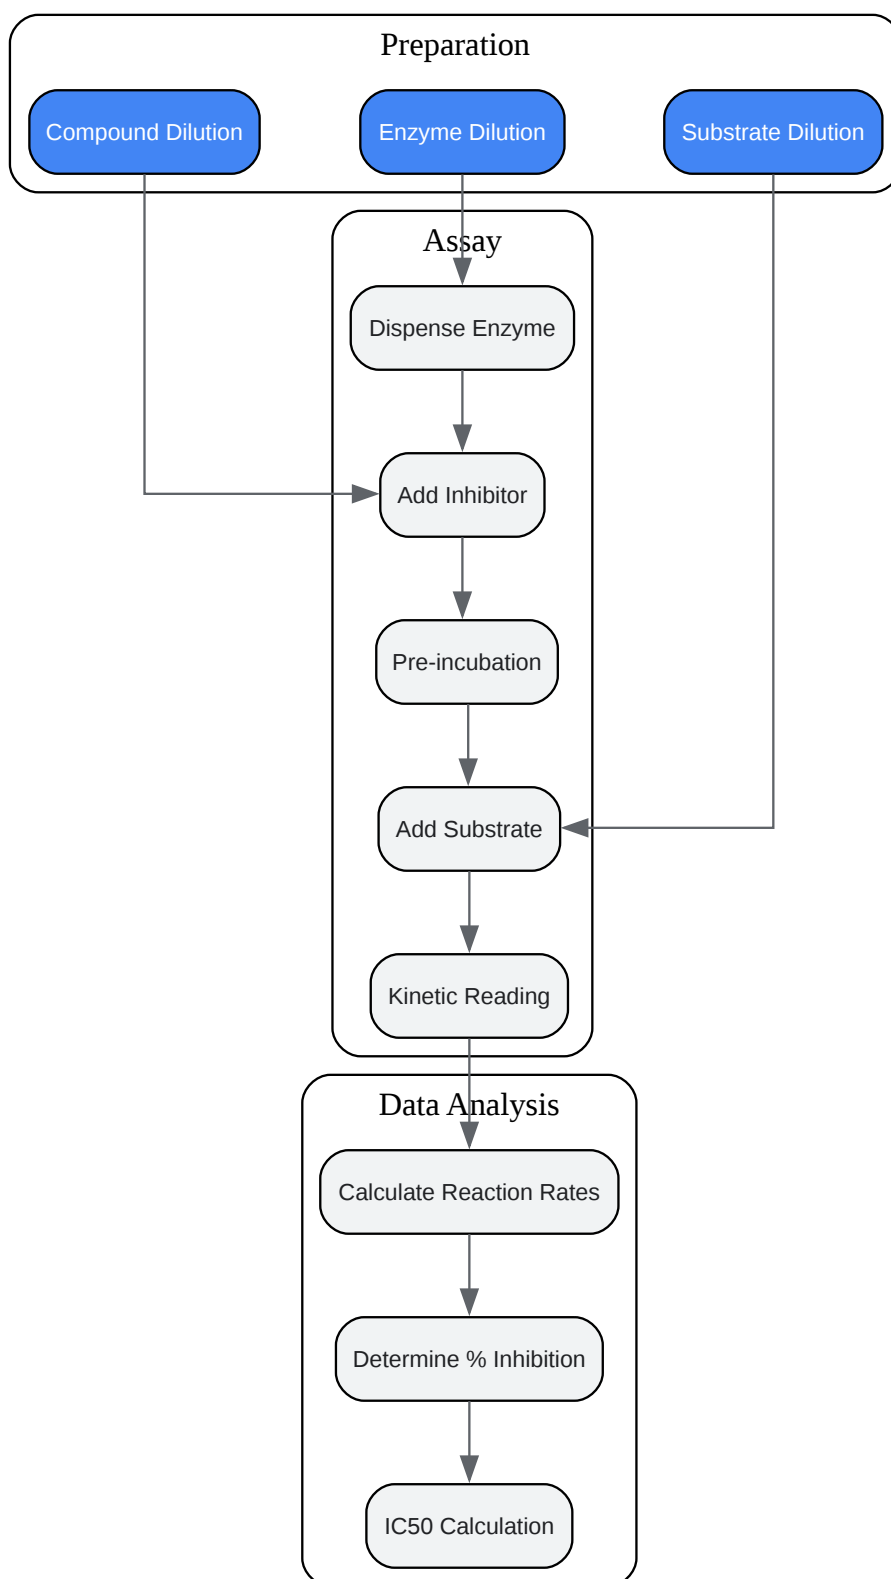 Preparation
Compound Dilution
Enzyme Dilution
Substrate Dilution
Assay
Dispense Enzyme
Add Inhibitor
Pre-incubation
Add Substrate
Kinetic Reading
Data Analysis
Calculate Reaction Rates
Determine % Inhibition
IC50 Calculation